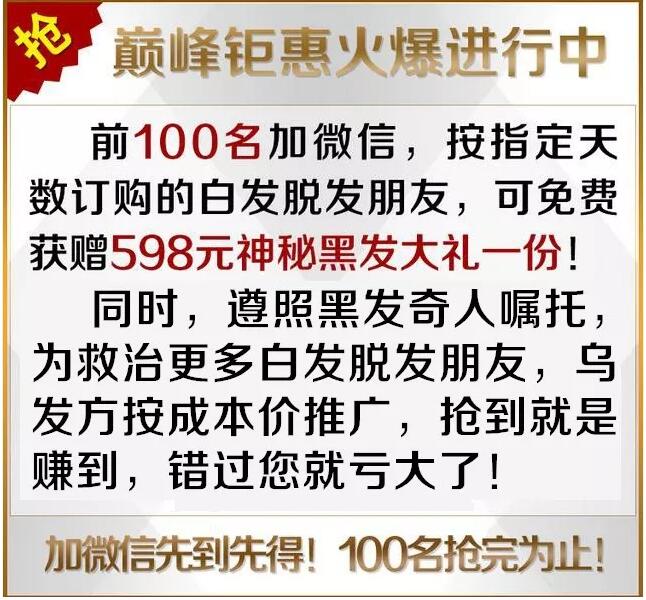 抢
巅峰钜惠火爆进行中
前100名加微信，按指定天
数订购的白发脱发朋友，可免费
获赠598元神秘黑发大礼一份！
同时，遵照黑发奇人嘱托，
为救治更多白发脱发朋友，乌
发方按成本价推广，抢到就是
赚到，错过您就亏大了！
加微信先到先得！100名抢完为止！